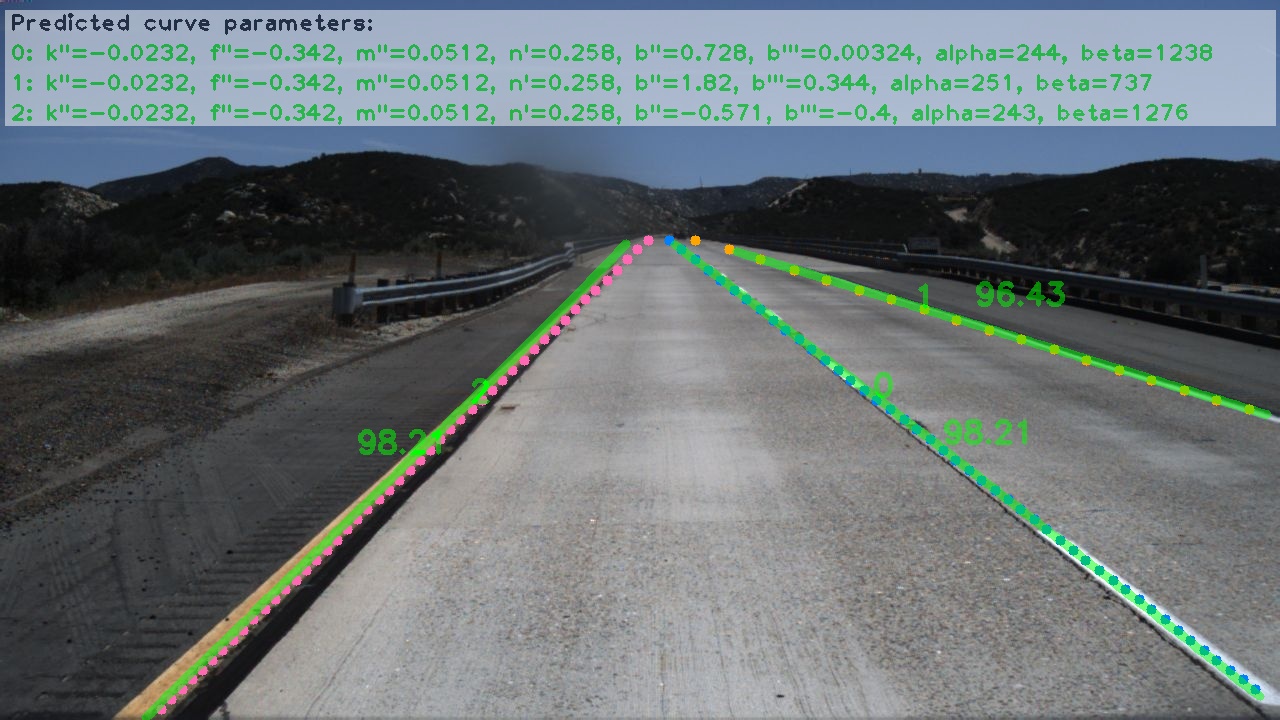 Predicted curve parameters:
0: k''=-0.0232, f''=-0.342, m''=0.0512, n'=0.258, b''=0.728, b'''=0.00324, alpha=244, beta=1238
1: k''=-0.0232, f''=-0.342, m''=0.0512, n'=0.258, b''=1.82, b'''=0.344, alpha=251, beta=737
2: k''=-0.0232, f''=-0.342, m''=0.0512, n'=0.258, b''=-0.571, b'''=-0.4, alpha=243, beta=1276
1 96.43
2 0
98.21 98.21